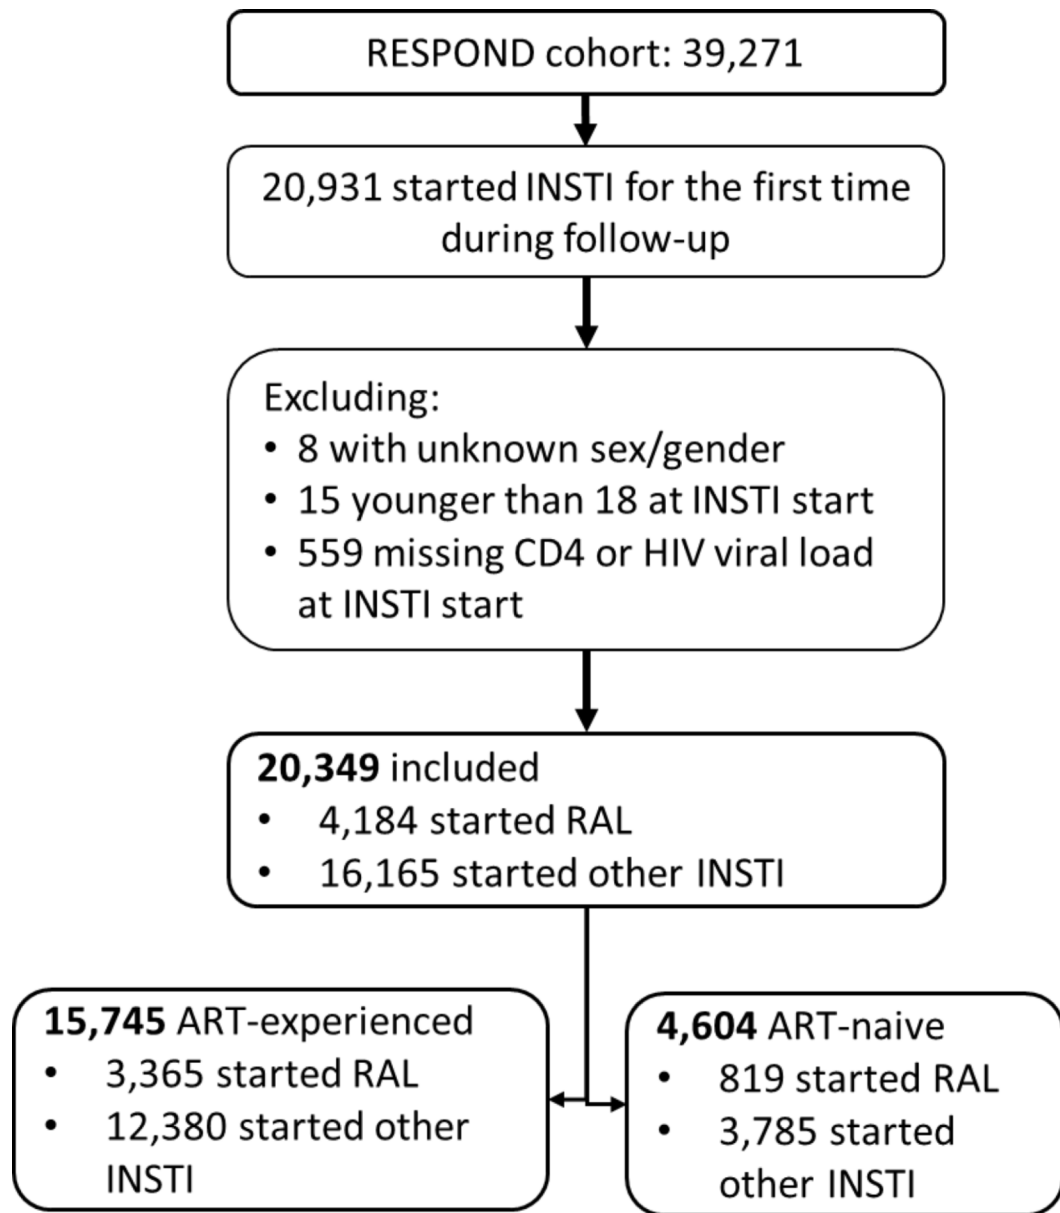 RESPOND cohort: 39,271
20,931 started INSTI for the first time
during follow-up
Excluding:
• 8 with unknown sex/gender
• 15 younger than 18 at INSTI start
• 559 missing CD4 or HIV viral load
at INSTI start
20,349 included
• 4,184 started RAL
• 16,165 started other INSTI
15,745 ART-experienced
• 3,365 started RAL
• 12,380 started other
INSTI
4,604 ART-naive
• 819 started RAL
• 3,785 started
other INSTI